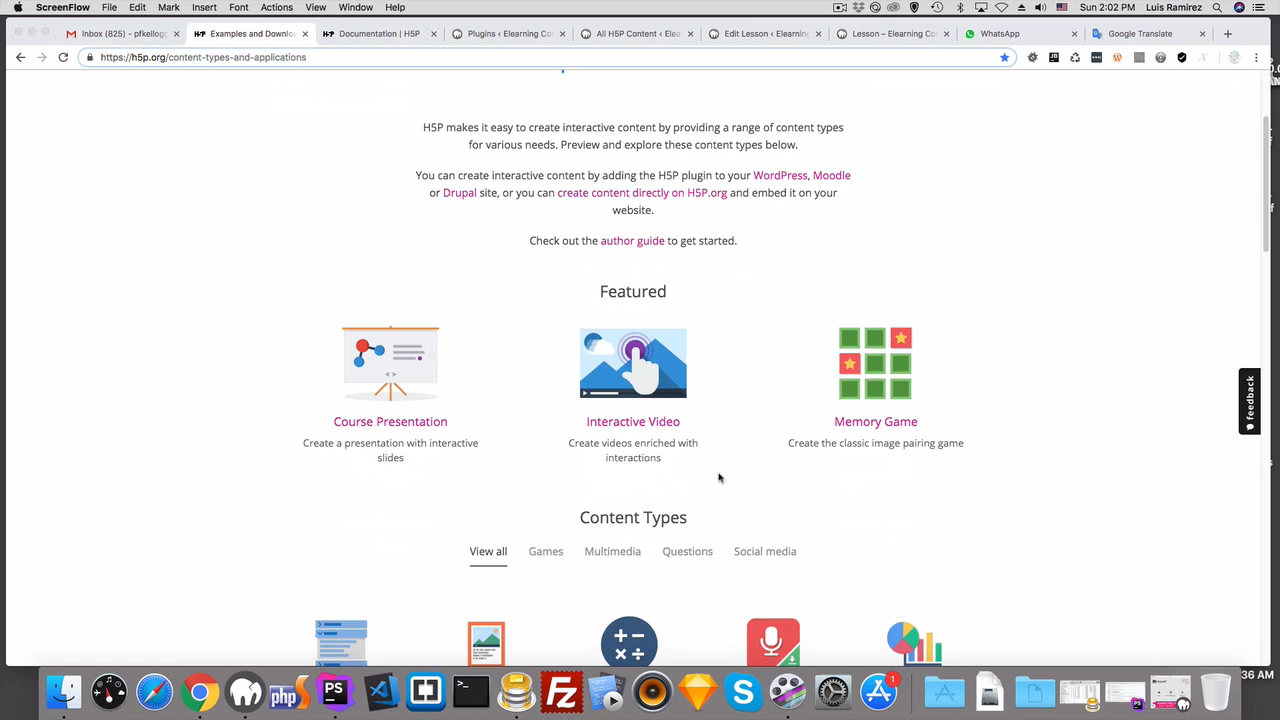 ScreenFlow File Edit Mark Insert Font Actions View Window Help Sun 2:02 PM Luis Ramirez
Inbox (825) - pfkellog Examples and Downlo Documentation | H5P Plugins ‹ Elearning Co All H5P Content ‹ Elea Edit Lesson ‹ Elearning Lesson – Elearning Co WhatsApp Google Translate
https://h5p.org/content-types-and-applications
H5P makes it easy to create interactive content by providing a range of content types
for various needs. Preview and explore these content types below.
You can create interactive content by adding the H5P plugin to your WordPress, Moodle
or Drupal site, or you can create content directly on H5P.org and embed it on your
website.
Check out the author guide to get started.
Featured
Course Presentation
Create a presentation with interactive
slides
Interactive Video
Create videos enriched with
interactions
Memory Game
Create the classic image pairing game
feedback
Content Types
View all Games Multimedia Questions Social media
php PS Fz S 1
36 AM